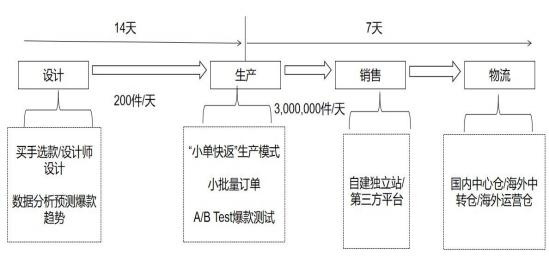 14天
7天
设计
生产
销售
物流
200件/天
3,000,000件/天
买手选款/设计师
设计
数据分析预测爆款
趋势
“小单快返”生产模式
小批量订单
A/B Test爆款测试
自建独立站/
第三方平台
国内中心仓/海外中
转仓/海外运营仓